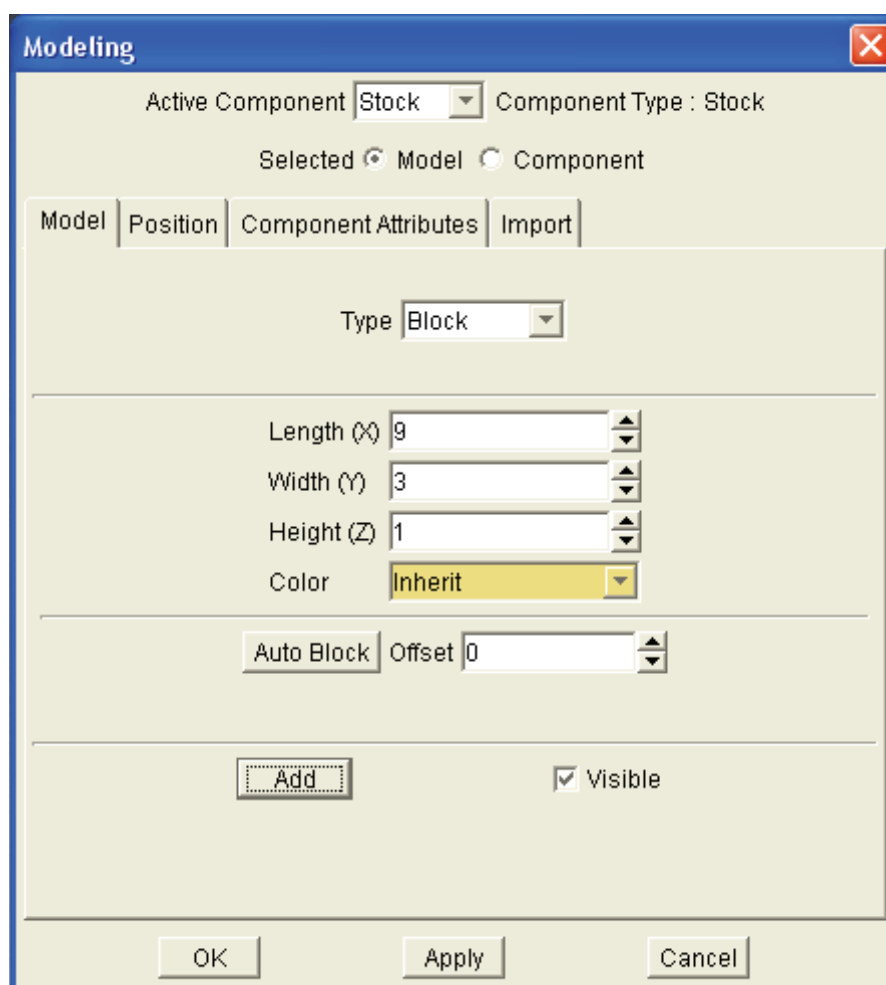 Modeling
Active Component Stock Component Type : Stock
Selected Model Component
Model Position Component Attributes Import
Type Block
Length (X) 9
Width (Y) 3
Height (Z) 1
Color Inherit
Auto Block Offset 0
Add Visible
OK Apply Cancel